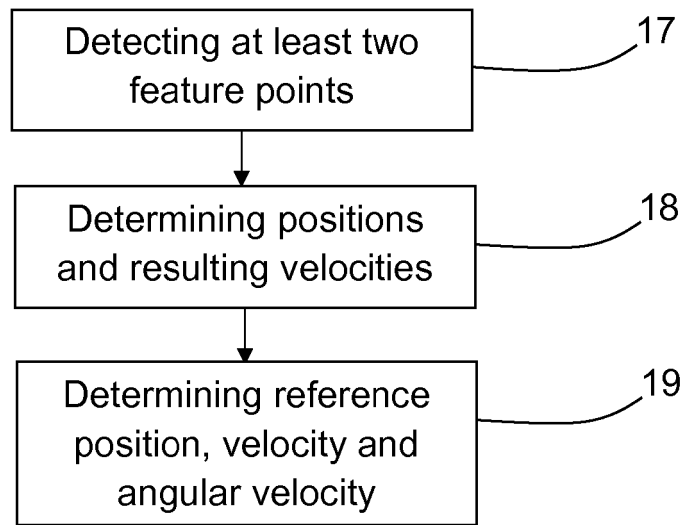 Detecting at least two
feature points
17
Determining positions
and resulting velocities
18
Determining reference
position, velocity and
angular velocity
19